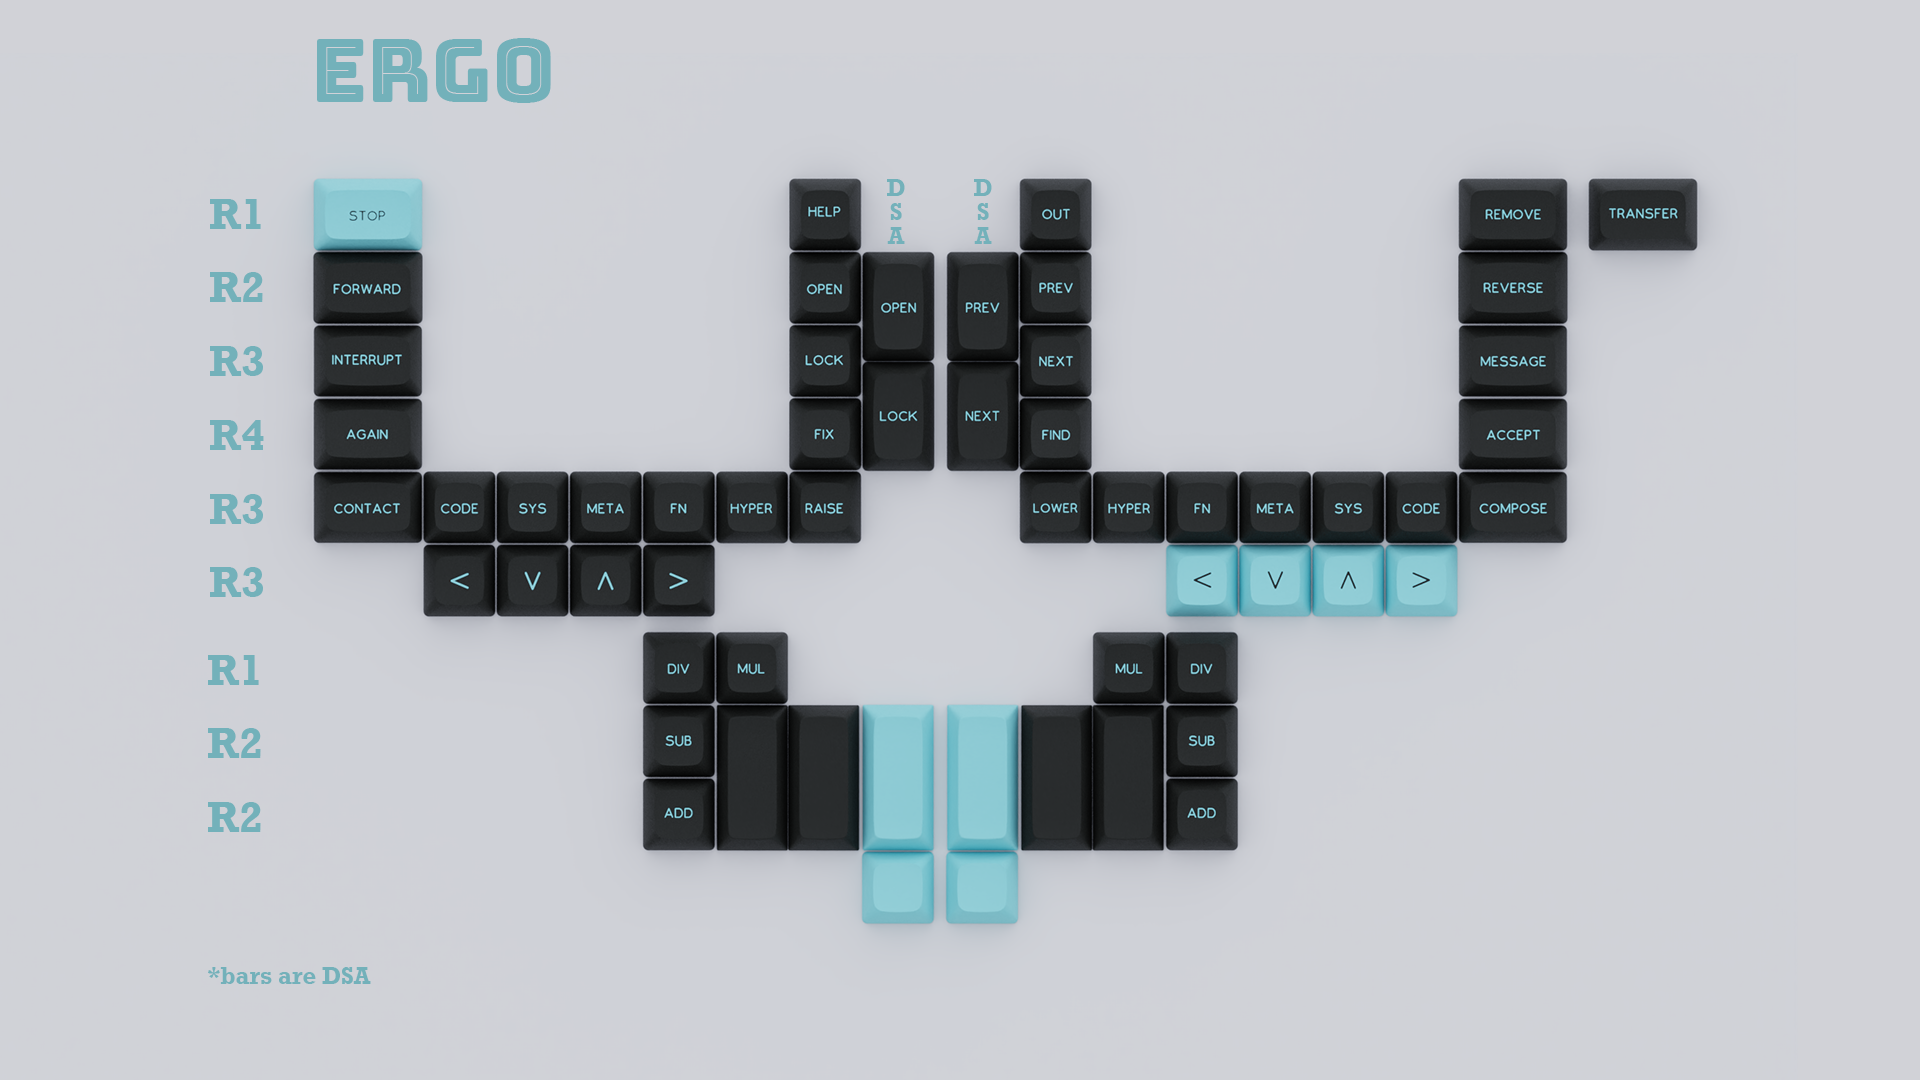 ERGO
R1 STOP HELP D S A D S A OUT REMOVE TRANSFER
R2 FORWARD OPEN OPEN PREV PREV REVERSE
R3 INTERRUPT LOCK NEXT MESSAGE
R4 AGAIN FIX LOCK NEXT FIND ACCEPT
R3 CONTACT CODE SYS META FN HYPER RAISE LOWER HYPER FN META SYS CODE COMPOSE
R3 < V Λ > < V Λ >
R1 DIV MUL MUL DIV
R2 SUB SUB
R2 ADD ADD
*bars are DSA